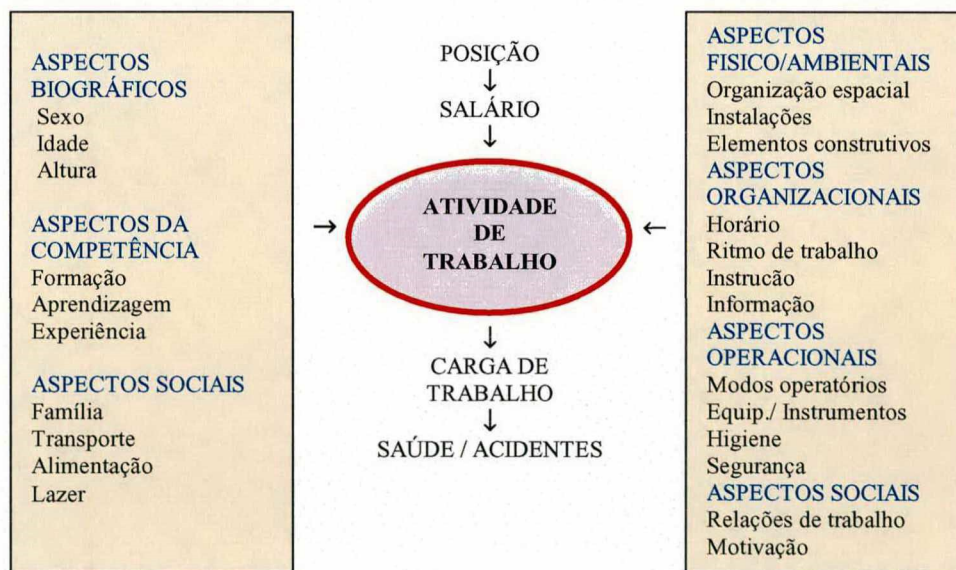 ASPECTOS
BIOGRÁFICOS
Sexo
Idade
Altura
ASPECTOS DA
COMPETÊNCIA
Formação
Aprendizagem
Experiência
ASPECTOS SOCIAIS
Família
Transporte
Alimentação
Lazer
POSIÇÃO
↓
SALÁRIO
↓
→
ATIVIDADE
DE
TRABALHO
←
↓
CARGA DE
TRABALHO
↓
SAÚDE / ACIDENTES
ASPECTOS
FISICO/AMBIENTAIS
Organização espacial
Instalações
Elementos construtivos
ASPECTOS
ORGANIZACIONAIS
Horário
Ritmo de trabalho
Instrucão
Informação
ASPECTOS
OPERACIONAIS
Modos operatórios
Equip./ Instrumentos
Higiene
Segurança
ASPECTOS SOCIAIS
Relações de trabalho
Motivação